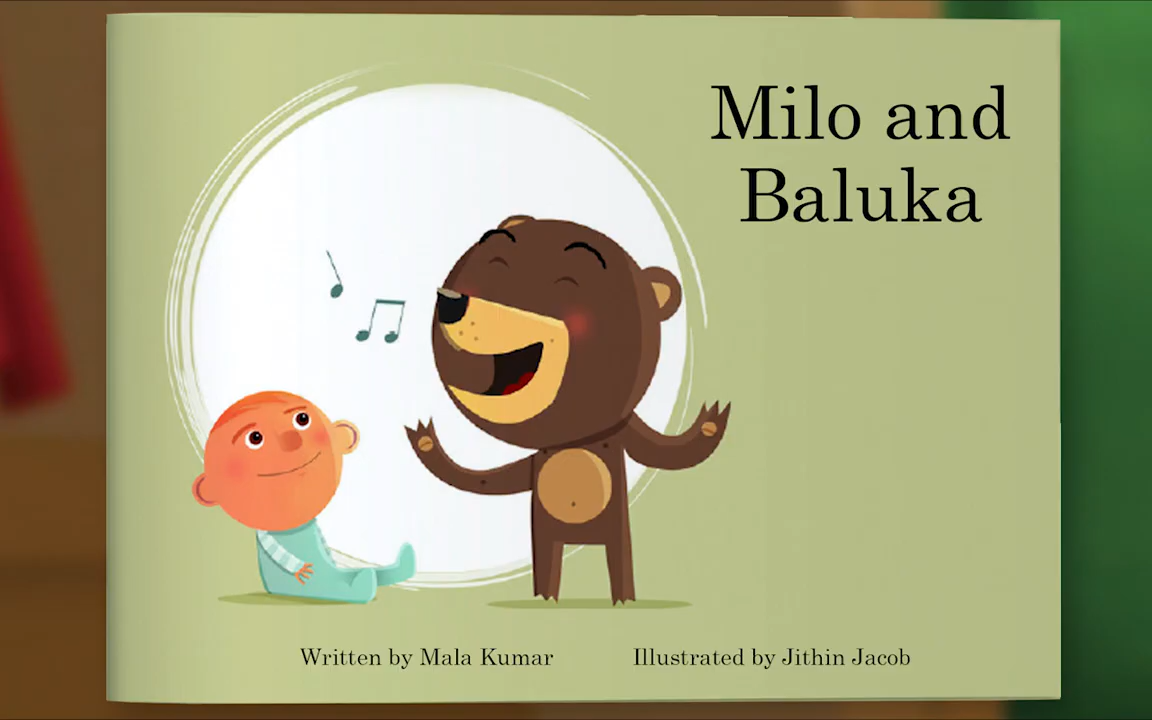 Milo and
Baluka
Written by Mala Kumar
Illustrated by Jithin Jacob